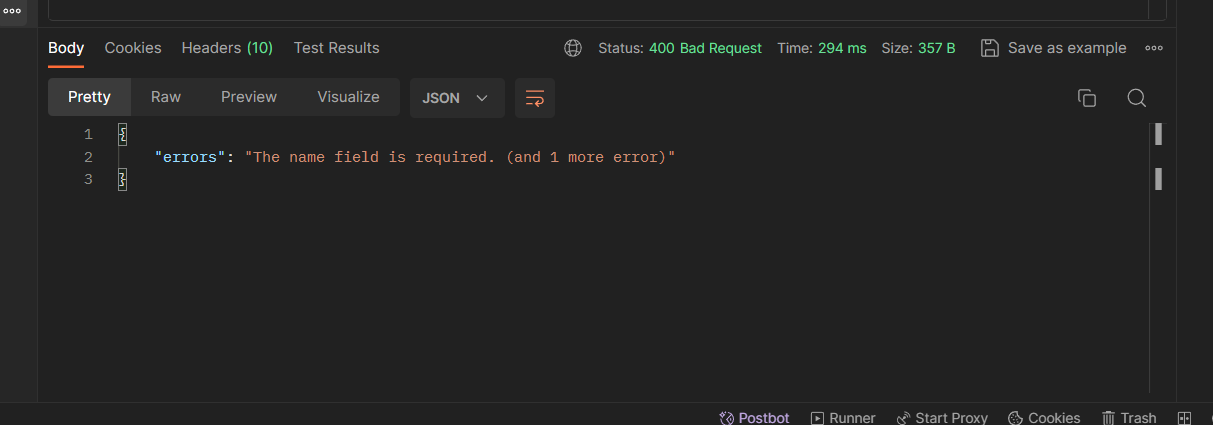 Body Cookies Headers (10) Test Results Status: 400 Bad Request Time: 294 ms Size: 357 B Save as example
Pretty Raw Preview Visualize JSON
1 {
2 "errors": "The name field is required. (and 1 more error)"
3 }
Postbot Runner Start Proxy Cookies Trash